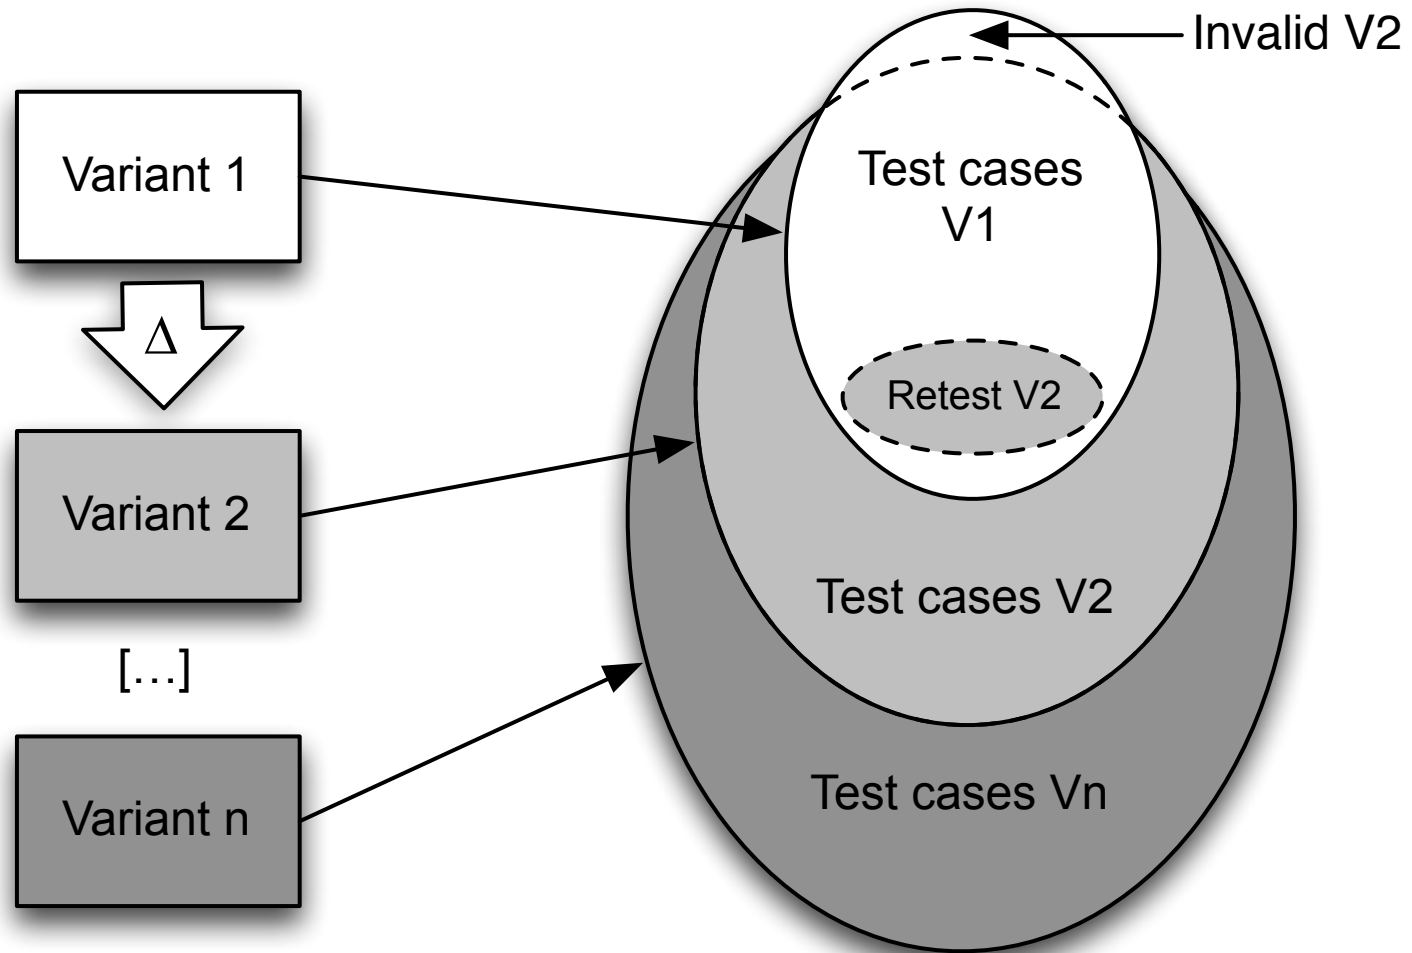 Invalid V2
Variant 1
Test cases
V1
Δ
Retest V2
Variant 2
Test cases V2
[...]
Variant n
Test cases Vn